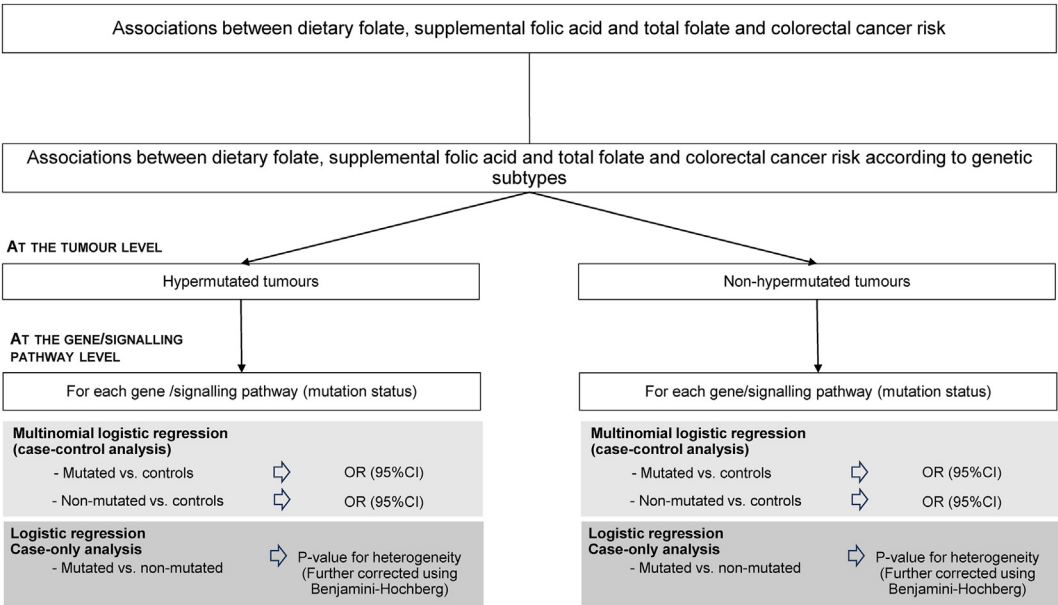 Associations between dietary folate, supplemental folic acid and total folate and colorectal cancer risk
Associations between dietary folate, supplemental folic acid and total folate and colorectal cancer risk according to genetic
subtypes
AT THE TUMOUR LEVEL
Hypermutated tumours
Non-hypermutated tumours
AT THE GENE/SIGNALLING
PATHWAY LEVEL
For each gene /signalling pathway (mutation status)
For each gene/signalling pathway (mutation status)
Multinomial logistic regression
(case-control analysis)
- Mutated vs. controls OR (95%CI)
- Non-mutated vs. controls OR (95%CI)
Logistic regression
Case-only analysis
- Mutated vs. non-mutated
P-value for heterogeneity
(Further corrected using
Benjamini-Hochberg)
Multinomial logistic regression
(case-control analysis)
- Mutated vs. controls OR (95%CI)
- Non-mutated vs. controls OR (95%CI)
Logistic regression
Case-only analysis
- Mutated vs. non-mutated
P-value for heterogeneity
(Further corrected using
Benjamini-Hochberg)